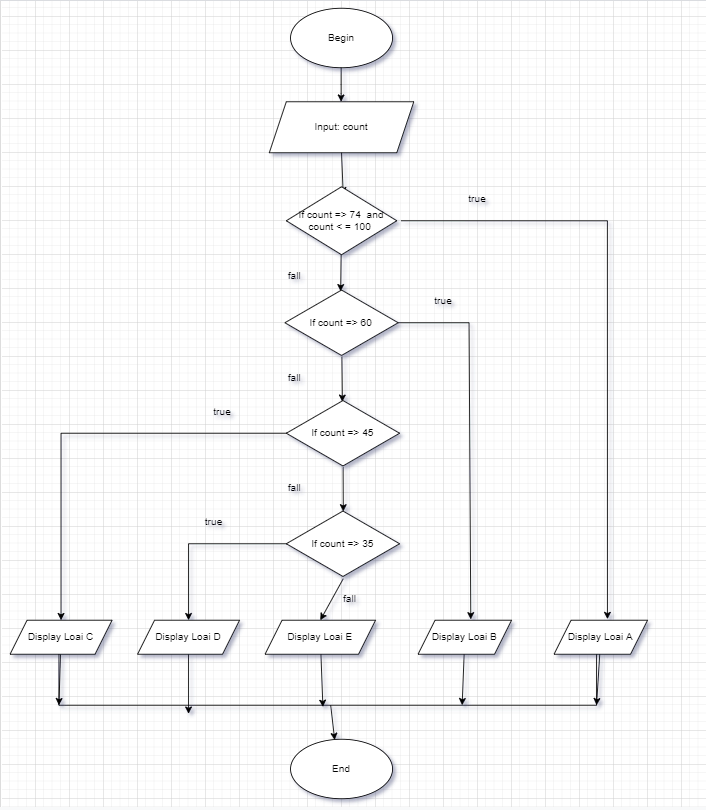 Begin
Input: count
true
If count => 74 and
count < = 100
fall
true
If count => 60
fall
true
If count => 45
fall
true
If count => 35
fall
Display Loai C
Display Loai D
Display Loai E
Display Loai B
Display Loai A
End